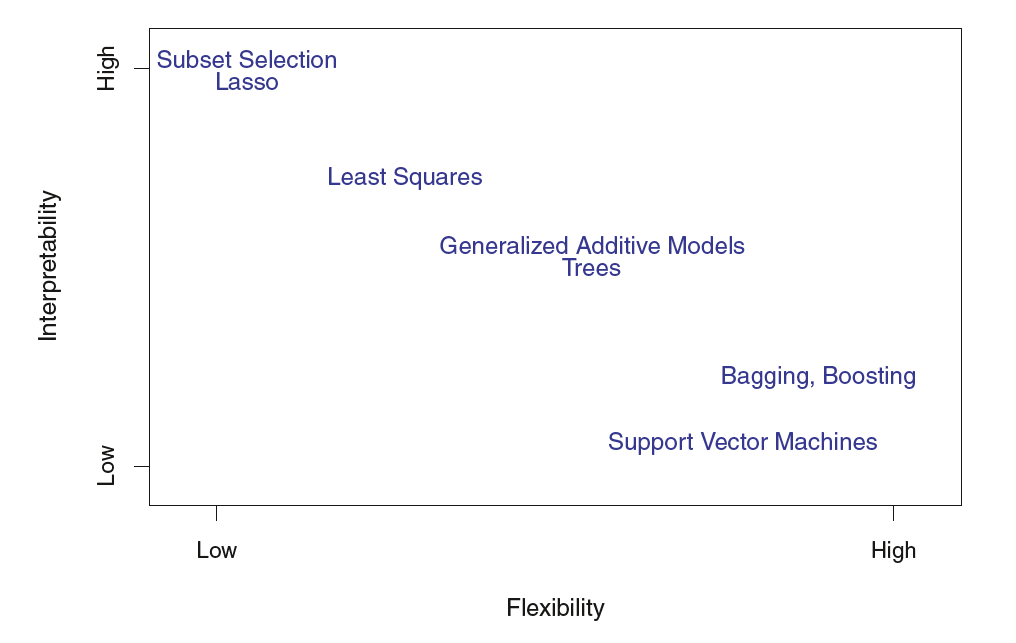 High
Subset Selection
Lasso
Least Squares
Interpretability
Generalized Additive Models
Trees
Bagging, Boosting
Support Vector Machines
Low
Low
High
Flexibility